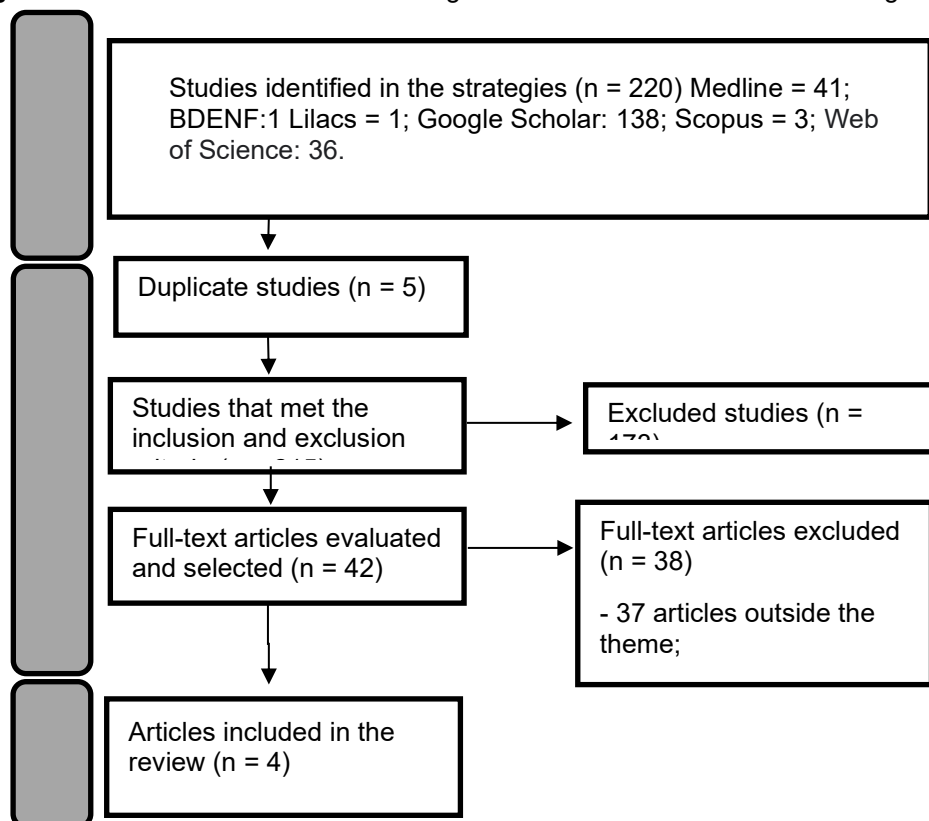 Studies identified in the strategies (n = 220) Medline = 41;
BDENF:1 Lilacs = 1; Google Scholar: 138; Scopus = 3; Web
of Science: 36.
Duplicate studies (n = 5)
Studies that met the
inclusion and exclusion
Excluded studies (n =
Full-text articles evaluated
and selected (n = 42)
Full-text articles excluded
(n = 38)
- 37 articles outside the
theme;
Articles included in the
review (n = 4)